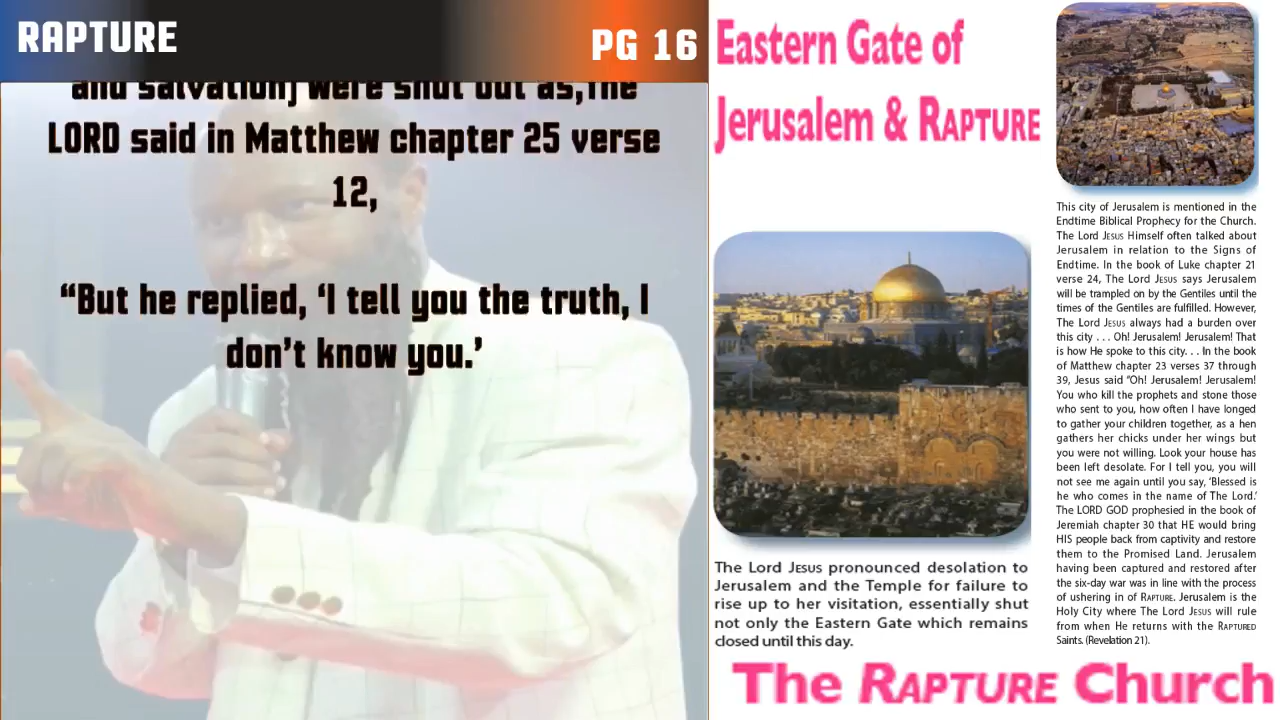 RAPTURE
PG 16
and salvation) were shut out as,The
LORD said in Matthew chapter 25 verse
12,
“But he replied, ‘I tell you the truth, I
don’t know you.’
Eastern Gate of
Jerusalem & RAPTURE
The Lord JESUS pronounced desolation to
Jerusalem and the Temple for failure to
rise up to her visitation, essentially shut
not only the Eastern Gate which remains
closed until this day.
This city of Jerusalem is mentioned in the
Endtime Biblical Prophecy for the Church.
The Lord JESUS Himself often talked about
Jerusalem in relation to the Signs of
Endtime. In the book of Luke chapter 21
verse 24, The Lord JESUS says Jerusalem
will be trampled on by the Gentiles until the
times of the Gentiles are fulfilled. However,
The Lord JESUS always had a burden over
this city . . . Oh! Jerusalem! Jerusalem! That
is how He spoke to this city. . . In the book
of Matthew chapter 23 verses 37 through
39, Jesus said “Oh! Jerusalem! Jerusalem!
You who kill the prophets and stone those
who sent to you, how often I have longed
to gather your children together, as a hen
gathers her chicks under her wings but
you were not willing. Look your house has
been left desolate. For I tell you, you will
not see me again until you say, ‘Blessed is
he who comes in the name of The Lord.’
The LORD GOD prophesied in the book of
Jeremiah chapter 30 that HE would bring
HIS people back from captivity and restore
them to the Promised Land. Jerusalem
having been captured and restored after
the six-day war was in line with the process
of ushering in of RAPTURE. Jerusalem is the
Holy City where The Lord JESUS will rule
from when He returns with the RAPTURED
Saints. (Revelation 21).
The RAPTURE Church